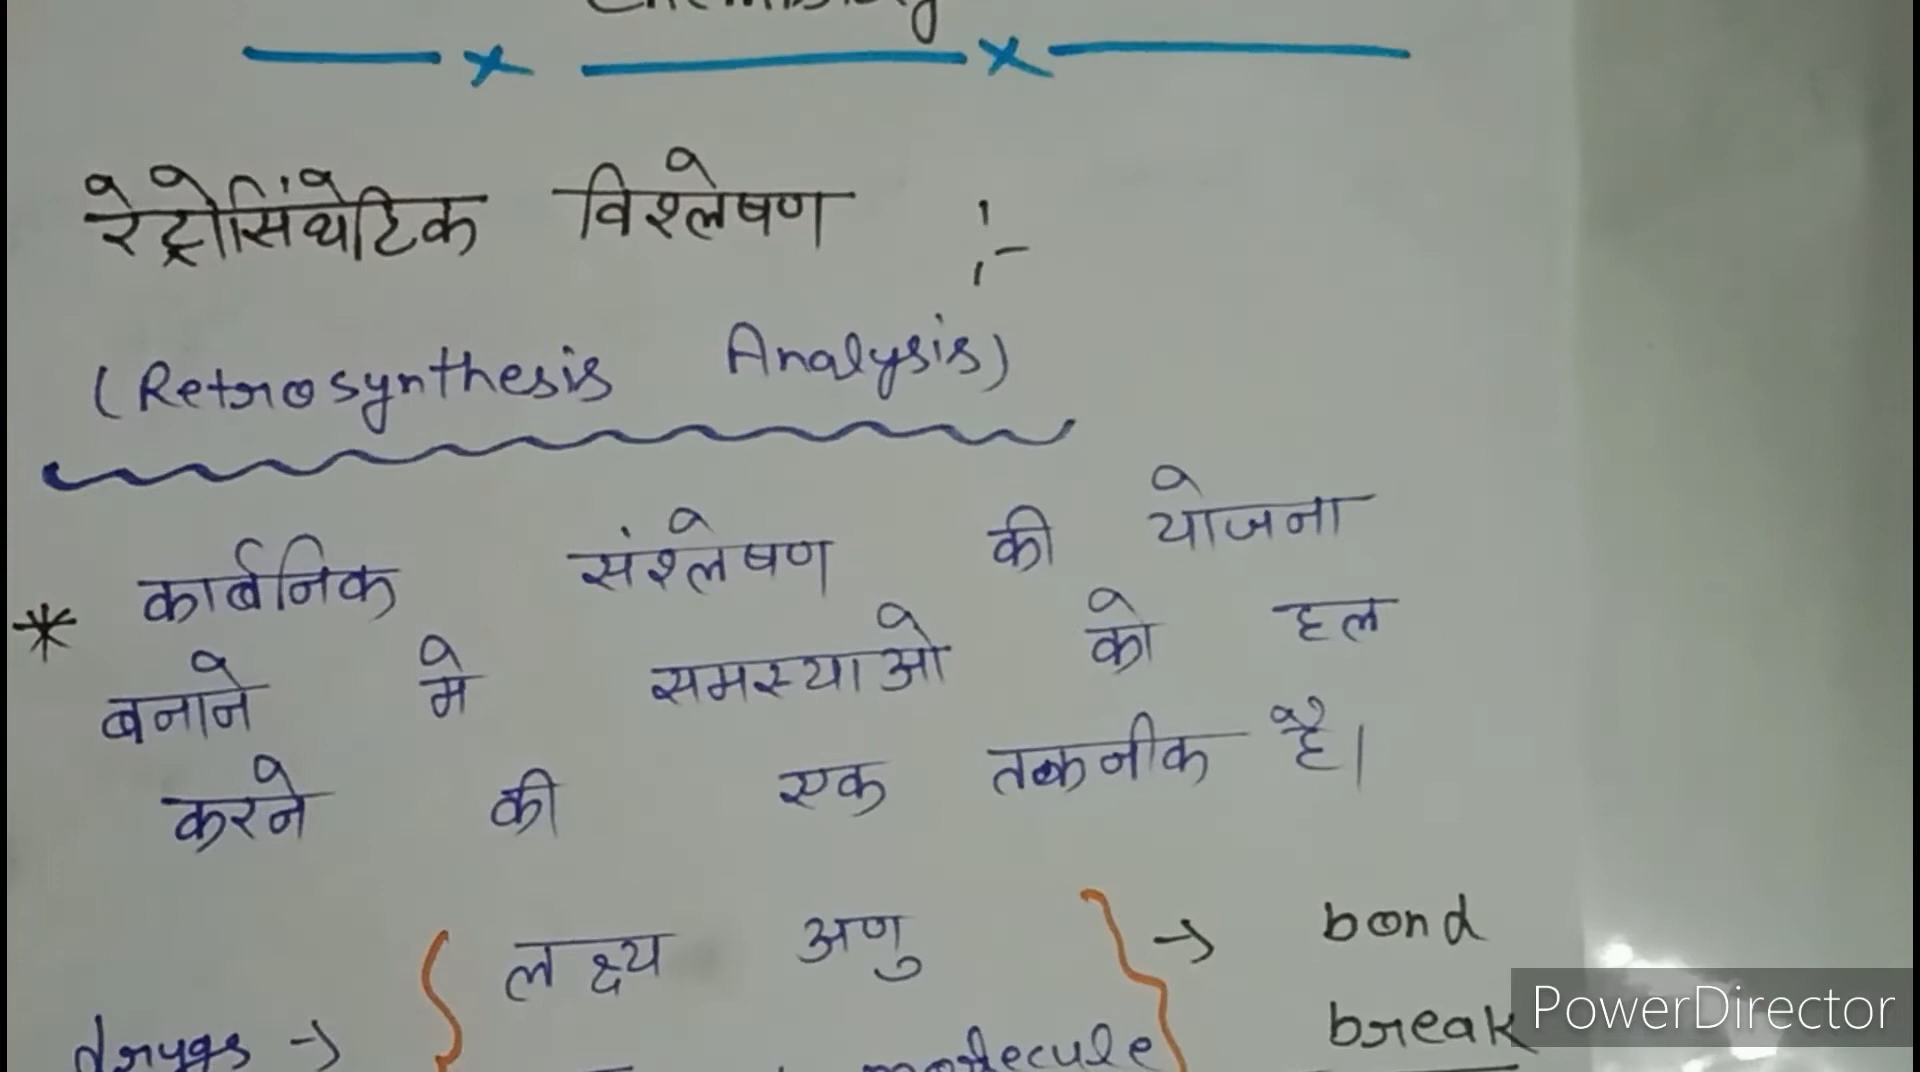 Chemistry
रेट्रोसिंथेटिक विश्लेषण :-
(Retrosynthesis Analysis)
* कार्बनिक संश्लेषण की योजना
बनाने मे समस्याओ को हल
करने की एक तकनीक है।
लक्ष्य अणु → bond
drugs → molecule break
PowerDirector